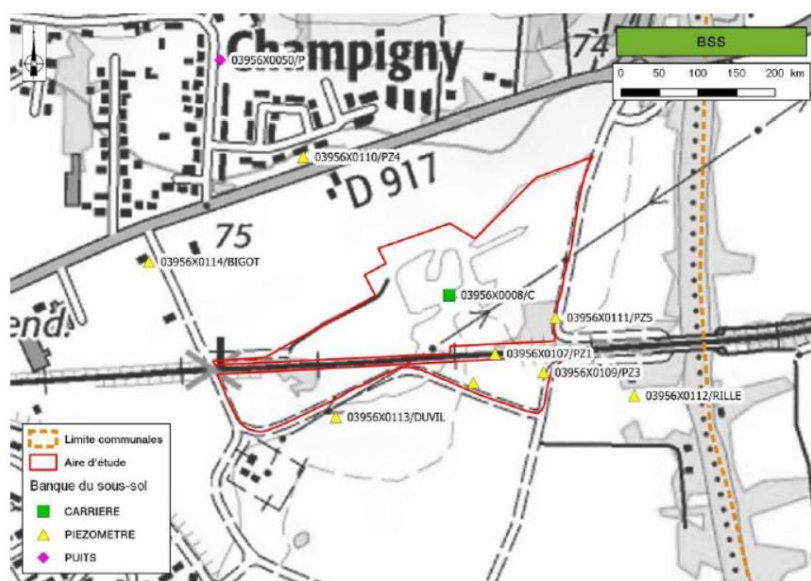 BSS
0 50 100 150 200 km
Champigny
74
03956X0050/P
03956X0110/PZ4
D 917
75
03956X0114/BIGOT
03956X0008/C
03956X0111/PZ5
end.
03956X0107/PZ1
03956X0109/PZ3
03956X0112/RILLE
03956X0113/DUVIL
Limite communales
Aire d'étude
Banque du sous-sol
CARRIERE
PIEZOMETRE
PUITS